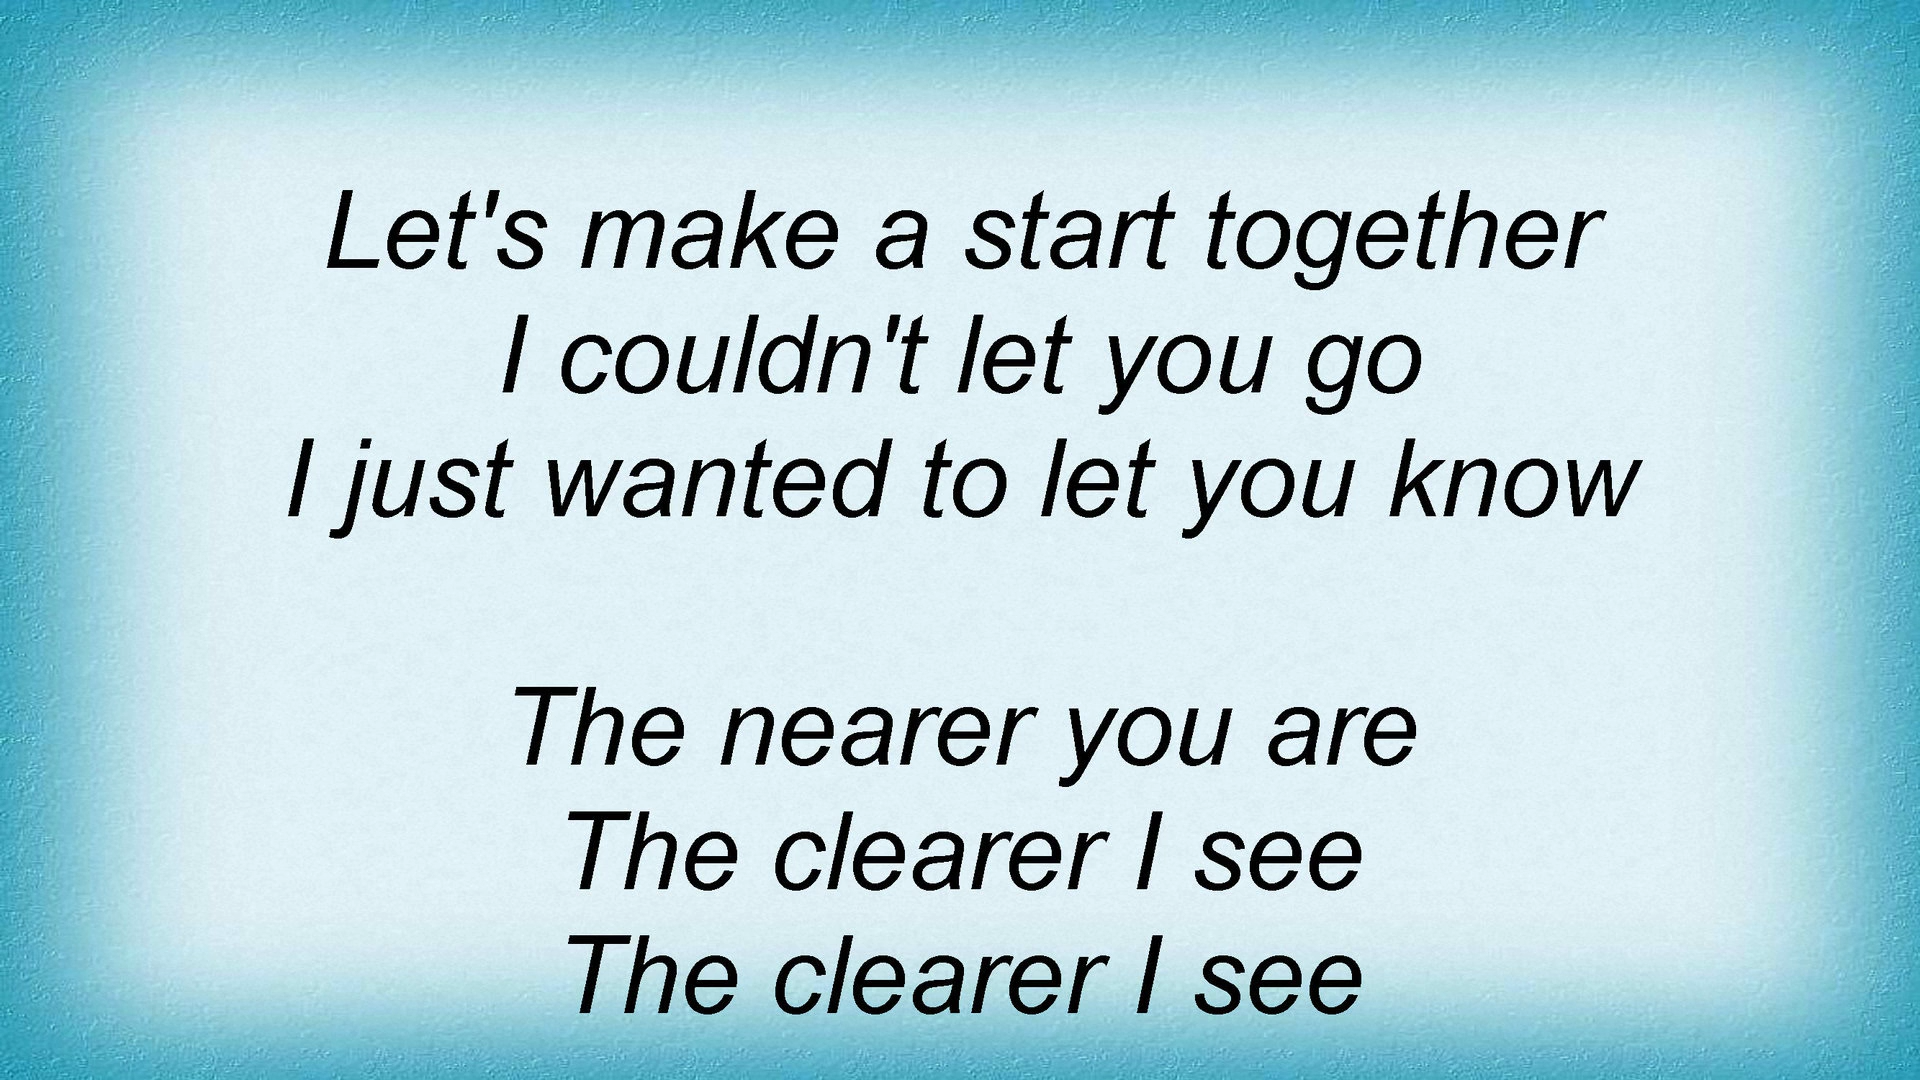 Let's make a start together
I couldn't let you go
I just wanted to let you know
The nearer you are
The clearer I see
The clearer I see